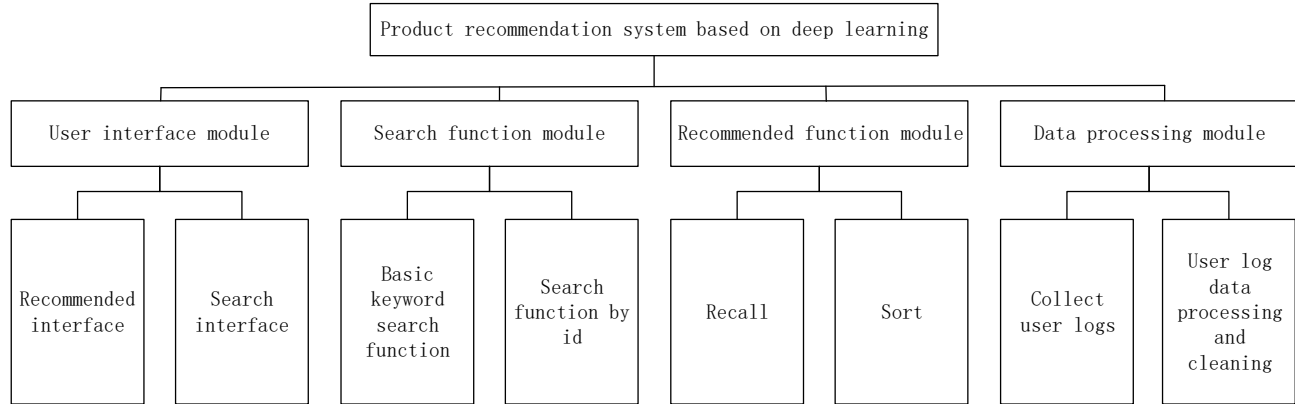 Product recommendation system based on deep learning
User interface module
Search function module
Recommended function module
Data processing module
Recommended
interface
Search
interface
Basic
keyword
search
function
Search
function by
id
Recall
Sort
Collect
user logs
User log
data
processing
and
cleaning